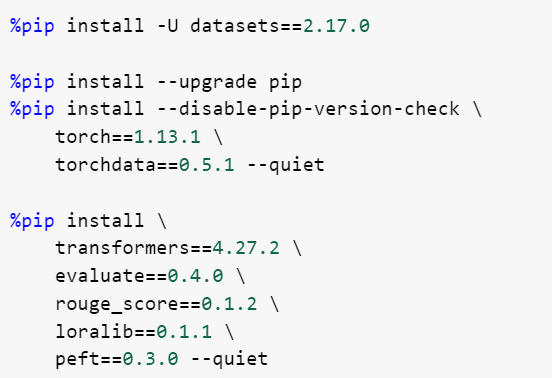 %pip install -U datasets==2.17.0
%pip install --upgrade pip
%pip install --disable-pip-version-check \
    torch==1.13.1 \
    torchdata==0.5.1 --quiet
%pip install \
    transformers==4.27.2 \
    evaluate==0.4.0 \
    rouge_score==0.1.2 \
    loralib==0.1.1 \
    peft==0.3.0 --quiet